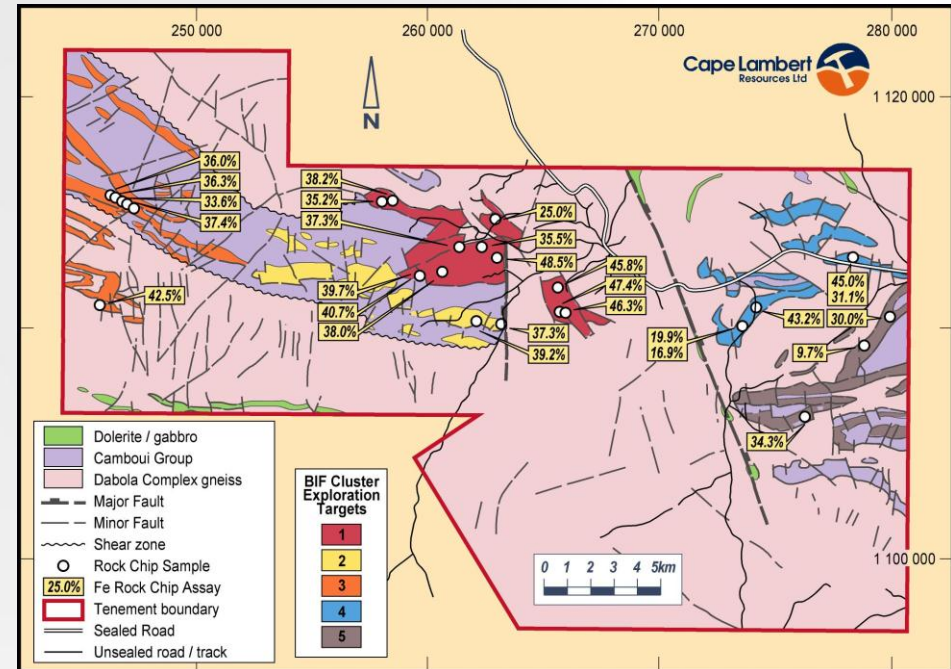 250 000
260 000
270 000
280 000
Cape Lambert
Resources Ltd
1 120 000
N
36.0%
36.3%
33.6%
37.4%
38.2%
35.2%
37.3%
25.0%
35.5%
48.5%
45.8%
47.4%
46.3%
42.5%
39.7%
40.7%
38.0%
37.3%
39.2%
19.9%
16.9%
43.2%
45.0%
31.1%
30.0%
9.7%
34.3%
Dolerite / gabbro
Camboui Group
Dabola Complex gneiss
Major Fault
Minor Fault
Shear zone
Rock Chip Sample
25.0% Fe Rock Chip Assay
Tenement boundary
Sealed Road
Unsealed road / track
BIF Cluster
Exploration
Targets
1
2
3
4
5
0 1 2 3 4 5km
1 100 000